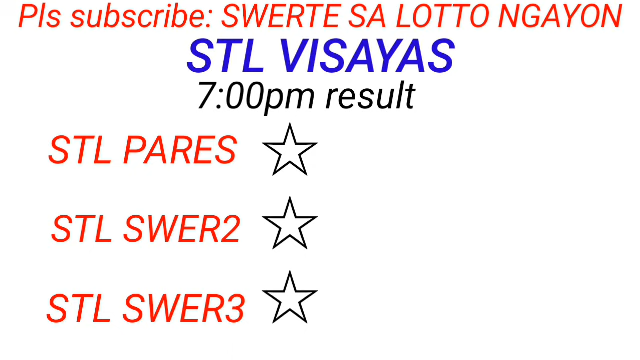 Pls subscribe: SWERTE SA LOTTO NGAYON
STL VISAYAS
7:00pm result
STL PARES
STL SWER2
STL SWER3